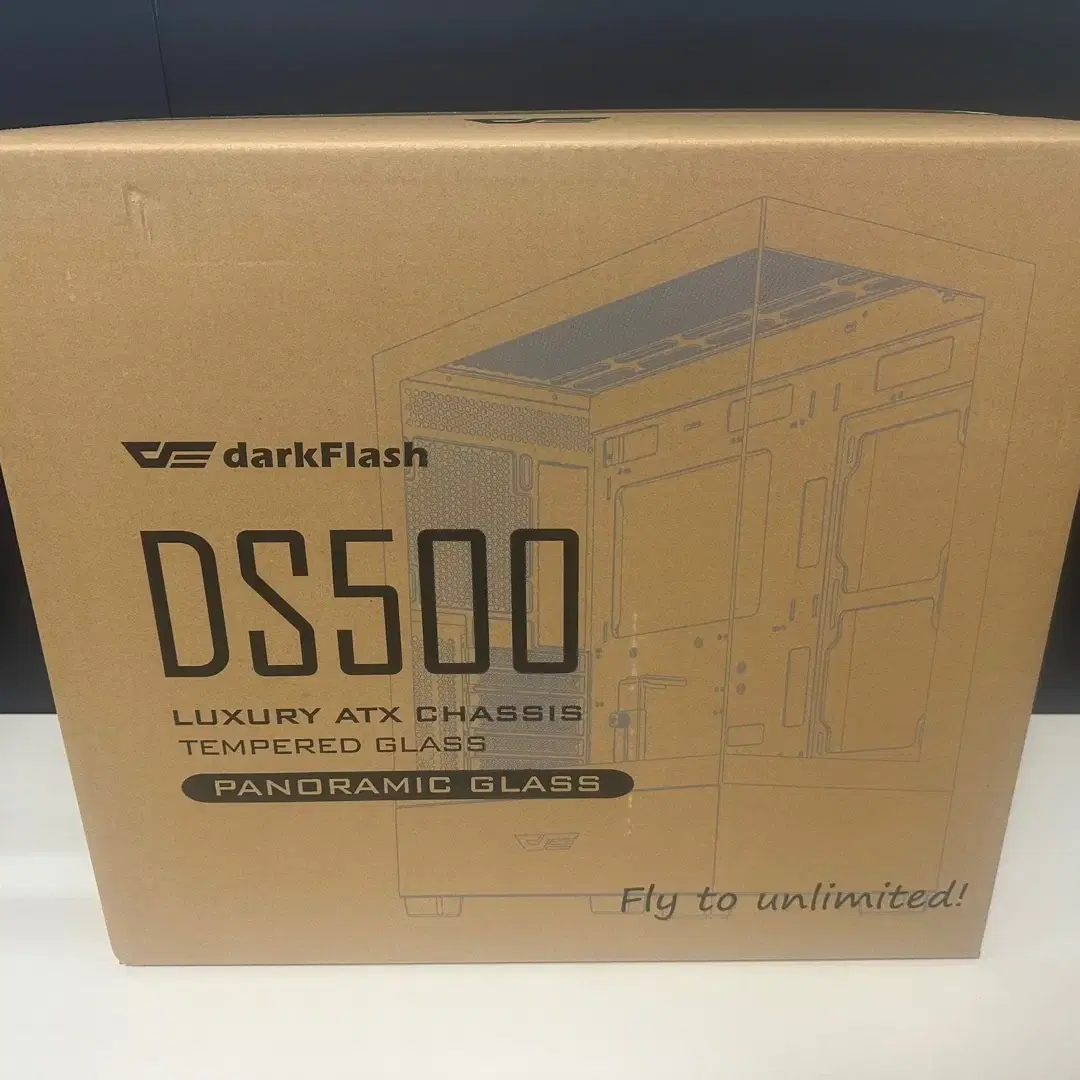 darkFlash
DS500
LUXURY ATX CHASSIS
TEMPERED GLASS
PANORAMIC GLASS
Fly to unlimited!